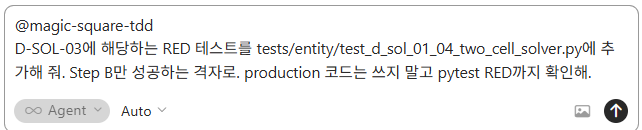 @magic-square-tdd
D-SOL-03에 해당하는 RED 테스트를 tests/entity/test_d_sol_01_04_two_cell_solver.py에 추
가해 줘. Step B만 성공하는 격자로. production 코드는 쓰지 말고 pytest RED까지 확인해.
Agent Auto